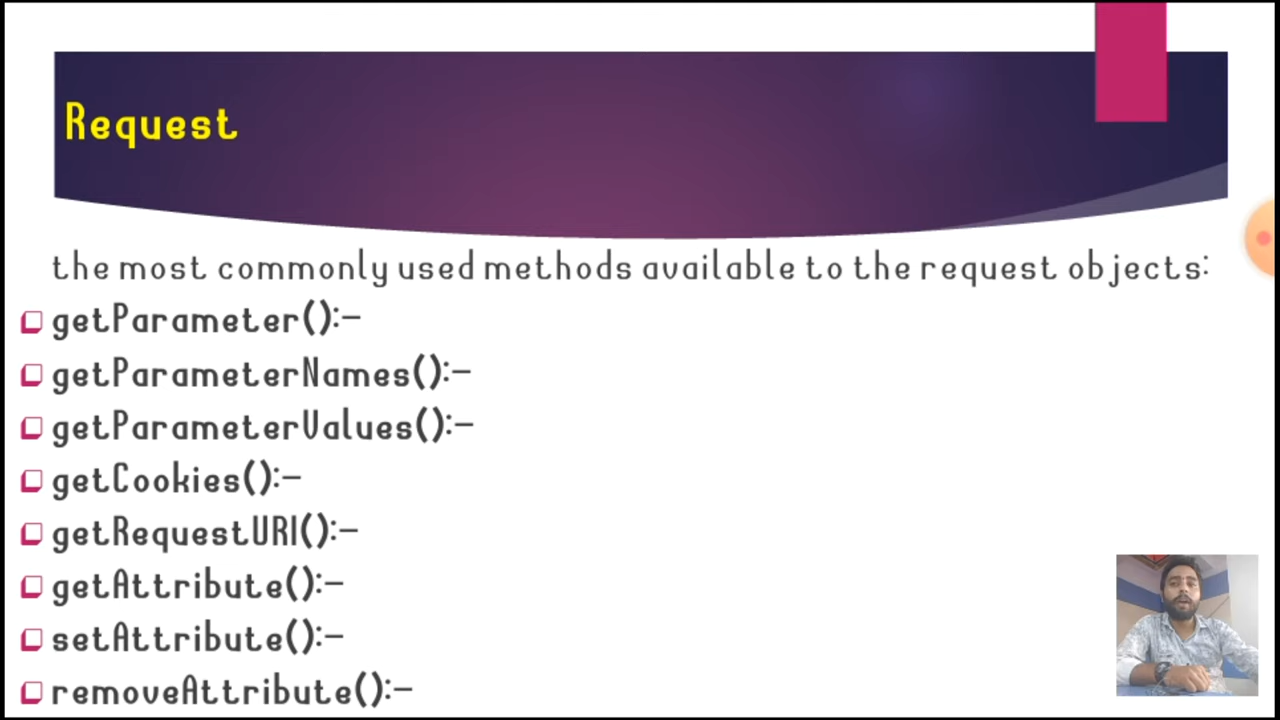 Request
the most commonly used methods available to the request objects:
getParameter():-
getParameterNames():-
getParameterValues():-
getCookies():-
getRequestURI():-
getAttribute():-
setAttribute():-
removeAttribute():-